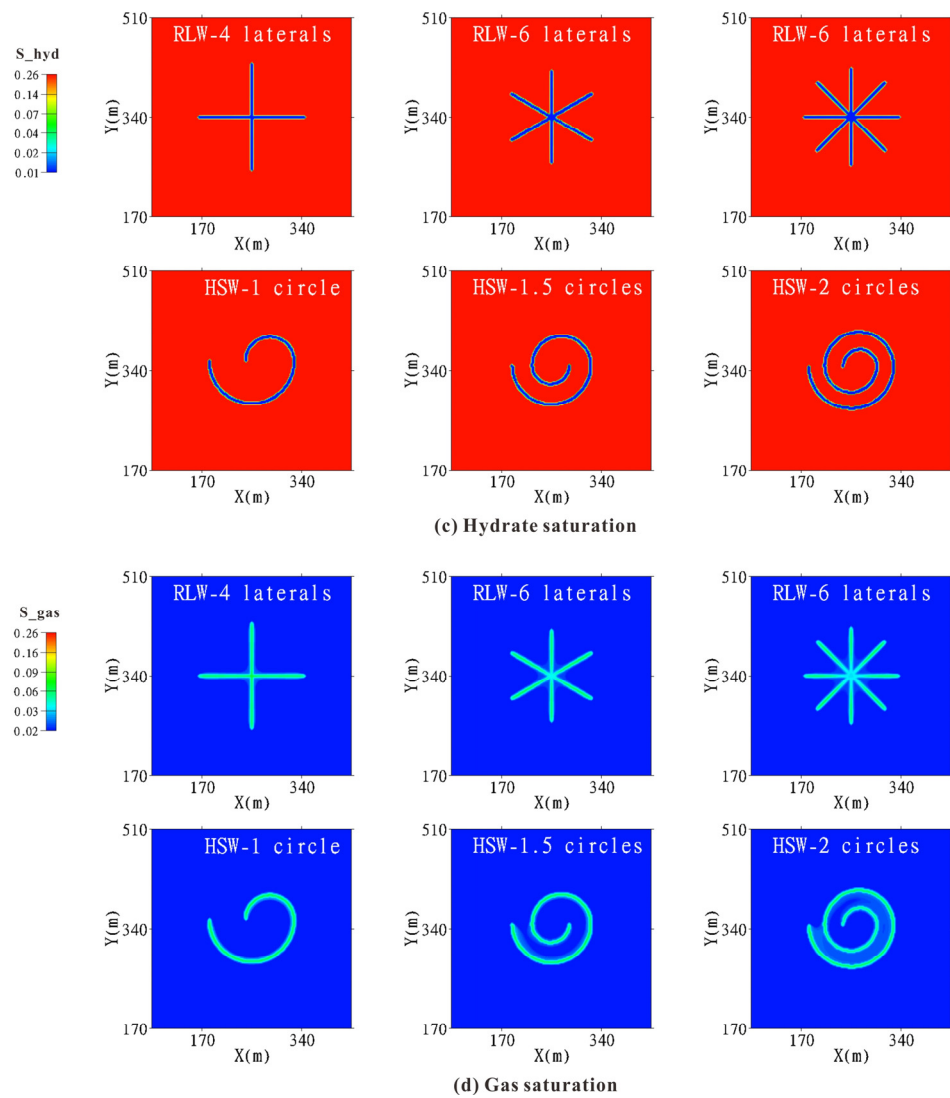 S_hyd
0.26
0.14
0.07
0.04
0.02
0.01
510
RLW-4 laterals
Y(m)
340
170
170
340
X(m)
510
RLW-6 laterals
Y(m)
340
170
170
340
X(m)
510
RLW-6 laterals
Y(m)
340
170
170
340
X(m)
510
HSW-1 circle
Y(m)
340
170
170
340
X(m)
510
HSW-1.5 circles
Y(m)
340
170
170
340
X(m)
510
HSW-2 circles
Y(m)
340
170
170
340
X(m)
(c) Hydrate saturation
S_gas
0.26
0.16
0.09
0.06
0.03
0.02
510
RLW-4 laterals
Y(m)
340
170
170
340
X(m)
510
RLW-6 laterals
Y(m)
340
170
170
340
X(m)
510
RLW-6 laterals
Y(m)
340
170
170
340
X(m)
510
HSW-1 circle
Y(m)
340
170
170
340
X(m)
510
HSW-1.5 circles
Y(m)
340
170
170
340
X(m)
510
HSW-2 circles
Y(m)
340
170
170
340
X(m)
(d) Gas saturation